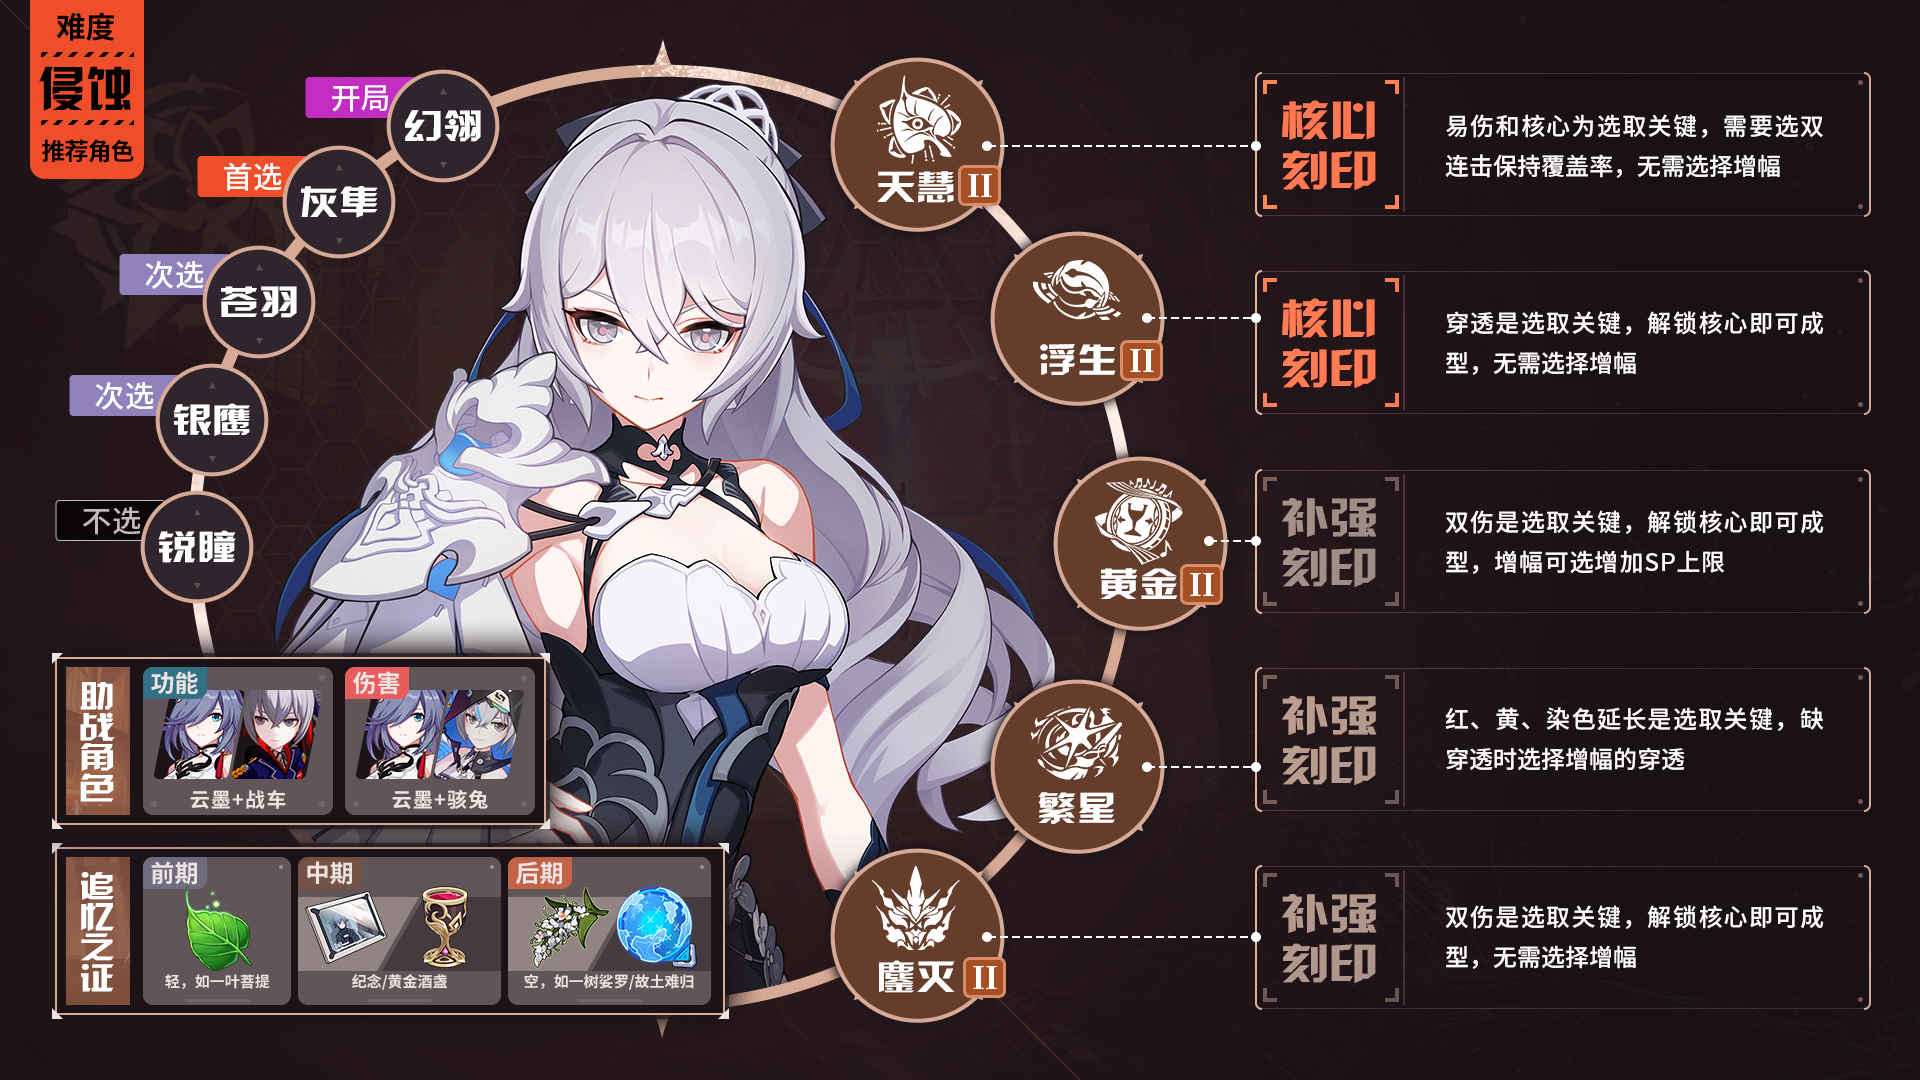 难度
侵蚀
推荐角色
开局
幻翎
首选
灰隼
次选
苍羽
次选
银鹰
不选
锐瞳
天慧 II
核心
刻印
易伤和核心为选取关键，需要选双
连击保持覆盖率，无需选择增幅
浮生 II
核心
刻印
穿透是选取关键，解锁核心即可成
型，无需选择增幅
黄金 II
补强
刻印
双伤是选取关键，解锁核心即可成
型，增幅可选增加SP上限
繁星
补强
刻印
红、黄、染色延长是选取关键，缺
穿透时选择增幅的穿透
鏖灭 II
补强
刻印
双伤是选取关键，解锁核心即可成
型，无需选择增幅
助战角色
功能
云墨+战车
伤害
云墨+骇兔
追忆之证
前期
轻，如一叶菩提
中期
纪念/黄金酒盏
后期
空，如一树娑罗/故土难归